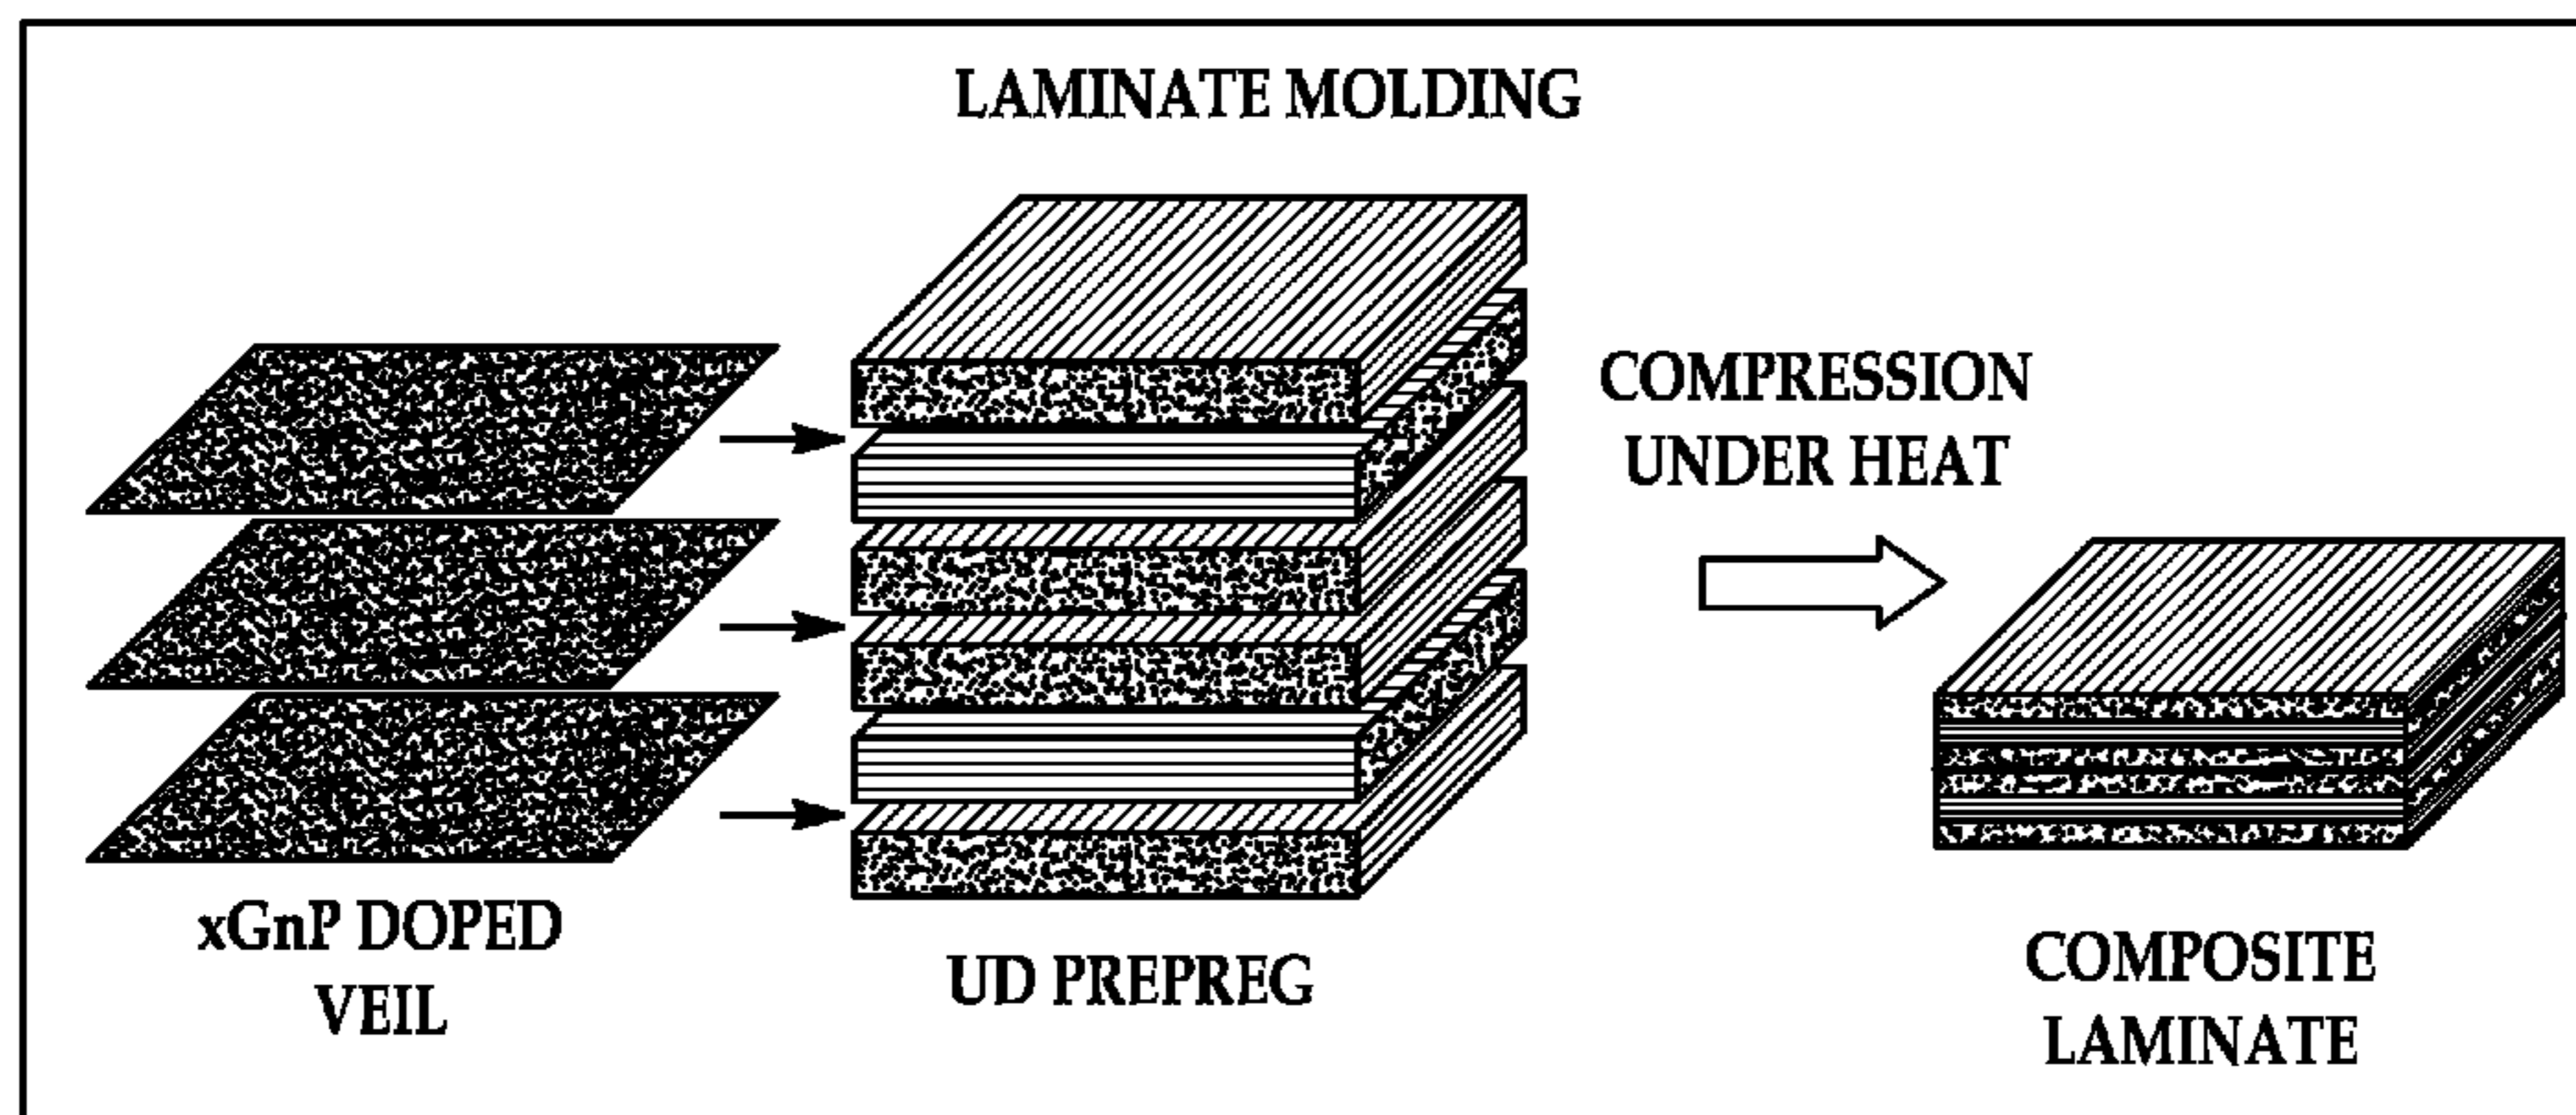 LAMINATE MOLDING
COMPRESSION
UNDER HEAT
xGnP DOPED
VEIL
UD PREPREG
COMPOSITE
LAMINATE